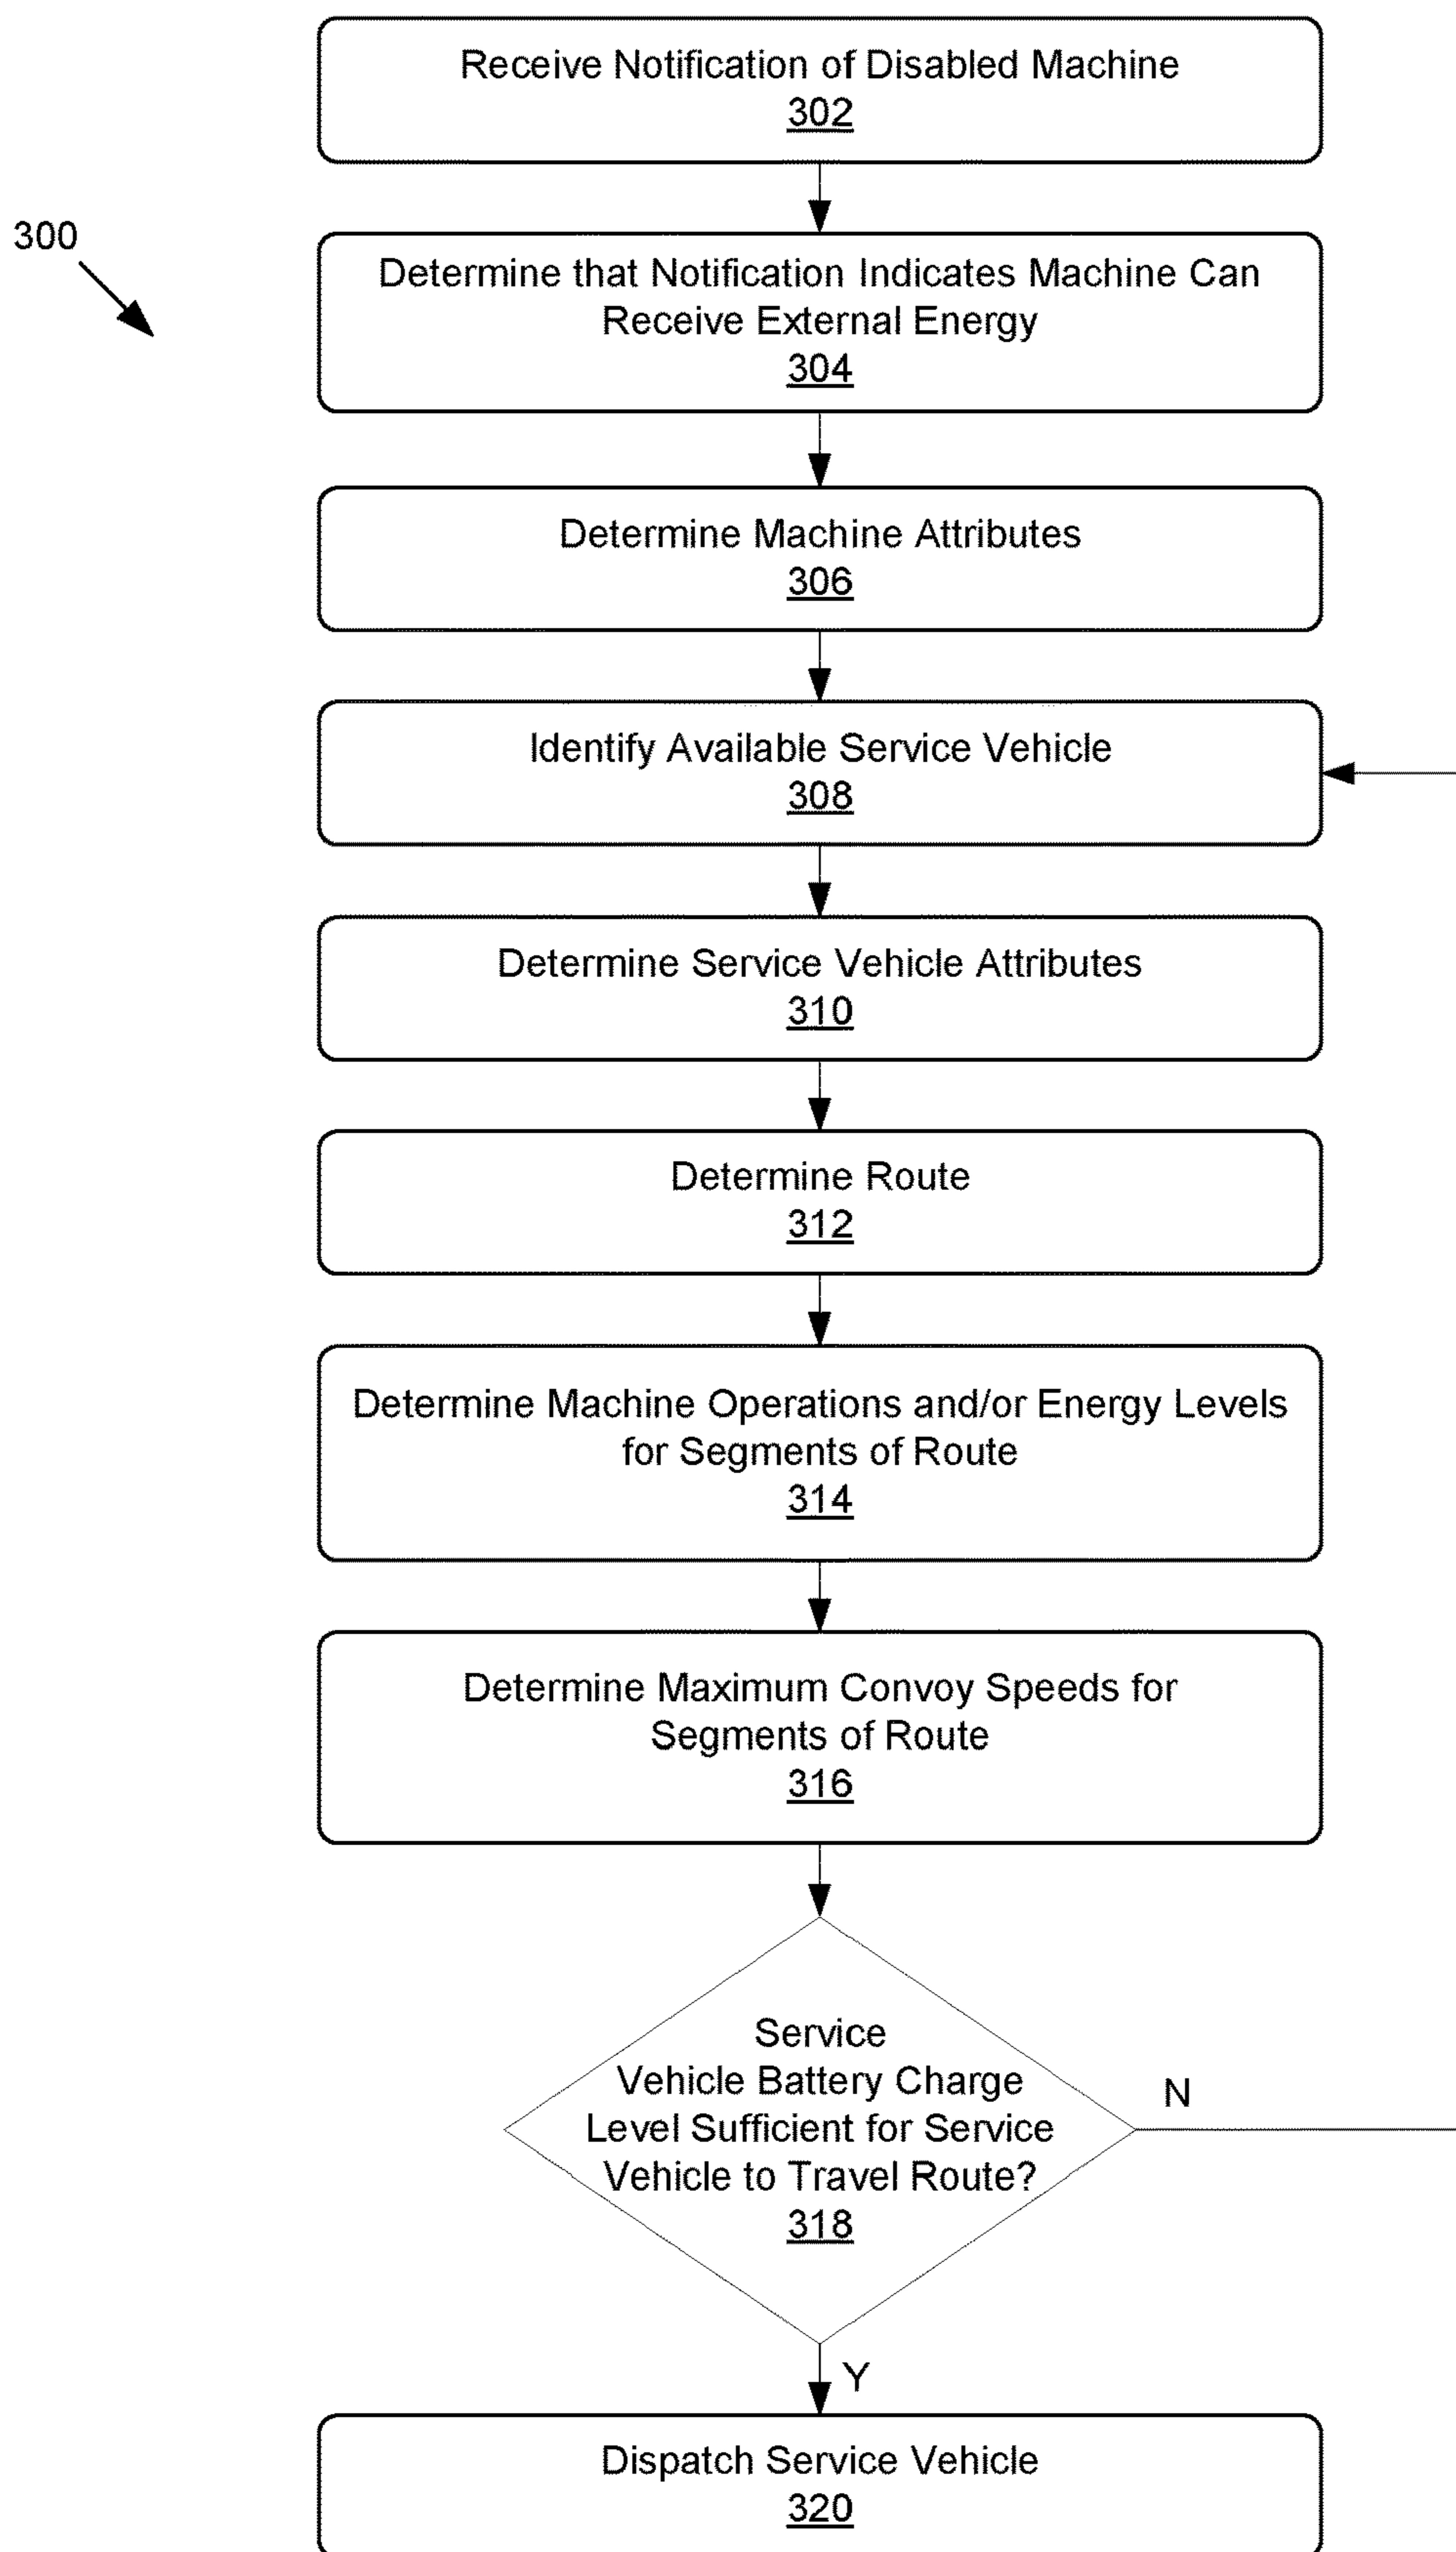 Receive Notification of Disabled Machine
302
300
Determine that Notification Indicates Machine Can
Receive External Energy
304
Determine Machine Attributes
306
Identify Available Service Vehicle
308
Determine Service Vehicle Attributes
310
Determine Route
312
Determine Machine Operations and/or Energy Levels
for Segments of Route
314
Determine Maximum Convoy Speeds for
Segments of Route
316
Service
Vehicle Battery Charge
Level Sufficient for Service
Vehicle to Travel Route?
318
N
Y
Dispatch Service Vehicle
320